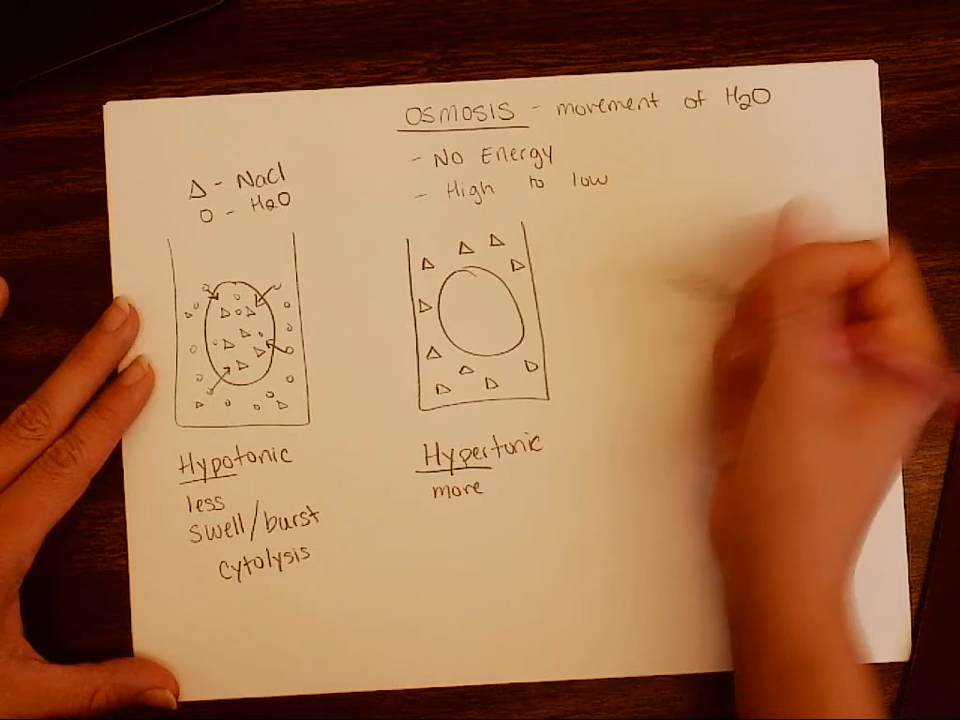 OSMOSIS - movement of H2O
- No Energy
- High to low
Δ - NaCl
O - H2O
Hypotonic
less
swell/burst
cytolysis
Hypertonic
more